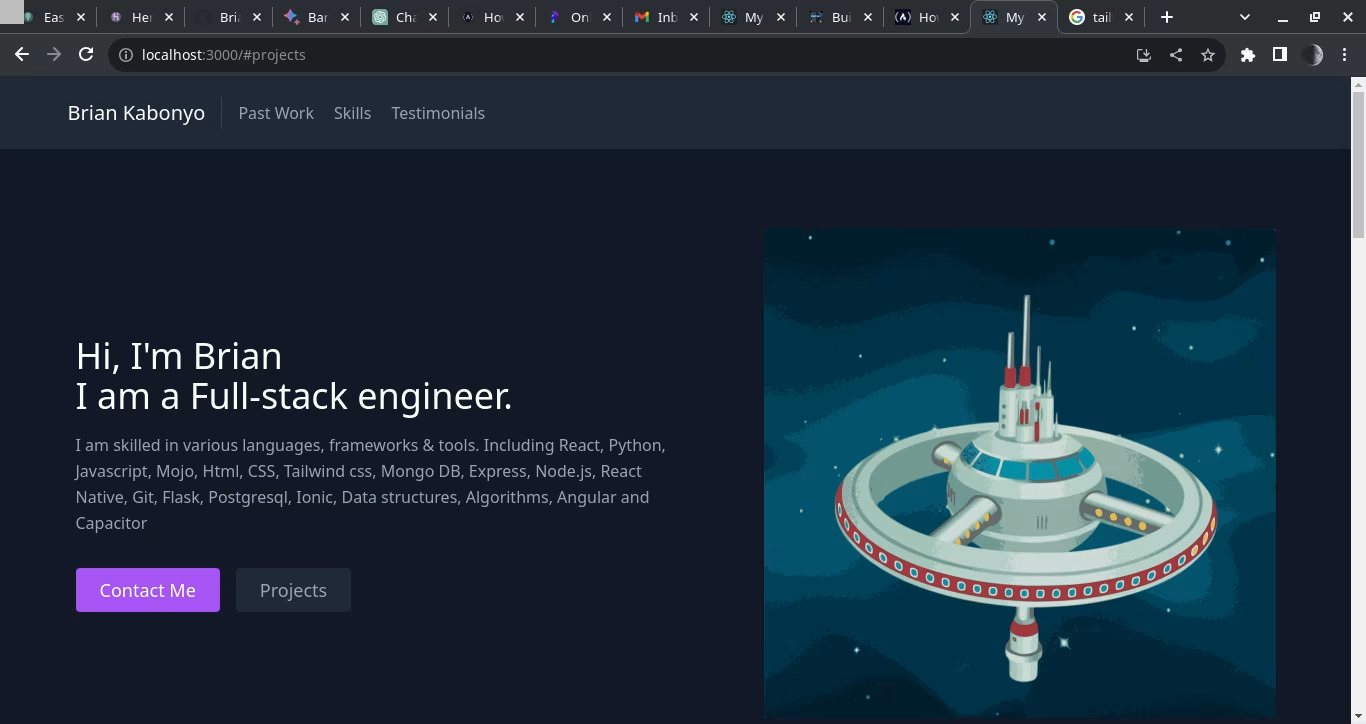 Eas Her Bria Bar Cha Hov Onl Inb My Bui Hov My tail
localhost:3000/#projects
Brian Kabonyo Past Work Skills Testimonials
Hi, I'm Brian
I am a Full-stack engineer.
I am skilled in various languages, frameworks & tools. Including React, Python,
Javascript, Mojo, Html, CSS, Tailwind css, Mongo DB, Express, Node.js, React
Native, Git, Flask, Postgresql, Ionic, Data structures, Algorithms, Angular and
Capacitor
Contact Me Projects